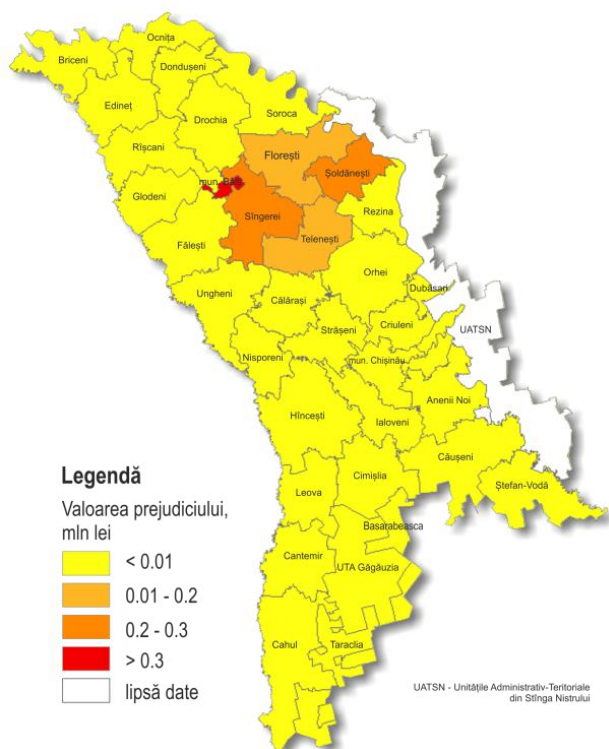 Ocnița
Briceni
Dondușeni
Edineț
Soroca
Drochia
Rîșcani
Florești
Șoldănești
mun. Bălți
Glodeni
Rezina
Sîngerei
Telenești
Fălești
Orhei
Dubăsari
Ungheni
Călărași
Criuleni
UATSN
Strășeni
Nisporeni
mun. Chișinău
Anenii Noi
Hîncești
Ialoveni
Căușeni
Cimișlia
Ștefan-Vodă
Leova
Basarabeasca
Cantemir
UTA Găgăuzia
Cahul
Taraclia
Legendă
Valoarea prejudiciului,
mln lei
< 0.01
0.01 - 0.2
0.2 - 0.3
> 0.3
lipsă date
UATSN - Unitățile Administrativ-Teritoriale
din Stînga Nistrului